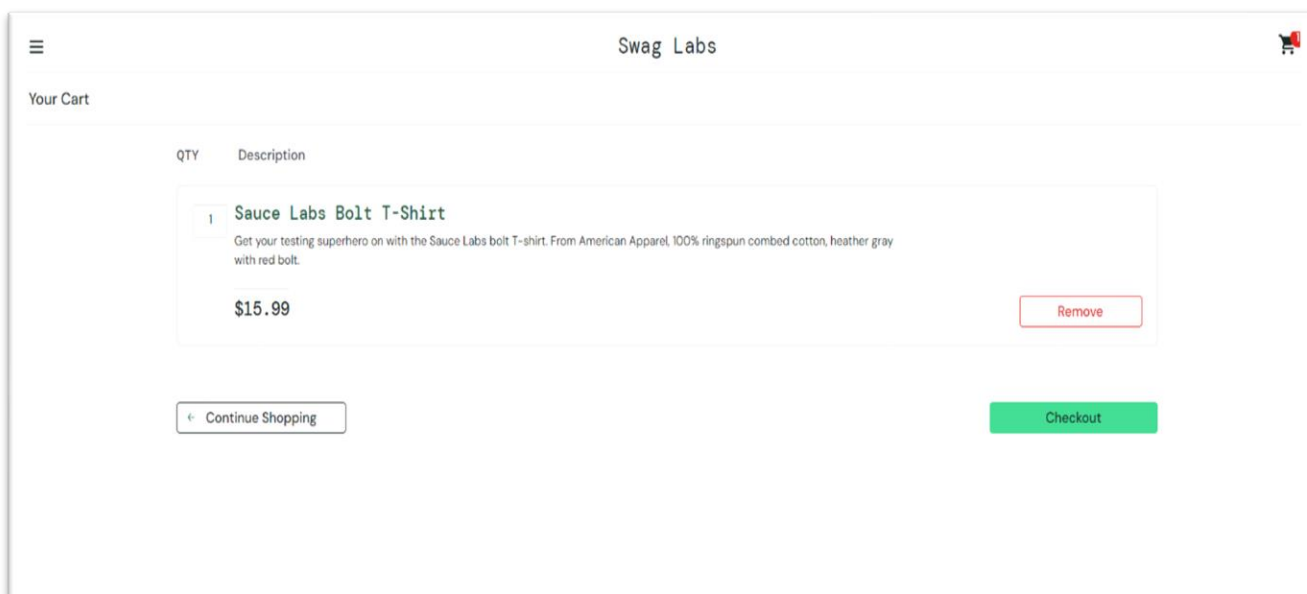 Swag Labs
1
Your Cart
QTY Description
1
Sauce Labs Bolt T-Shirt
Get your testing superhero on with the Sauce Labs bolt T-shirt. From American Apparel, 100% ringspun combed cotton, heather gray
with red bolt.
$15.99
Remove
Continue Shopping
Checkout